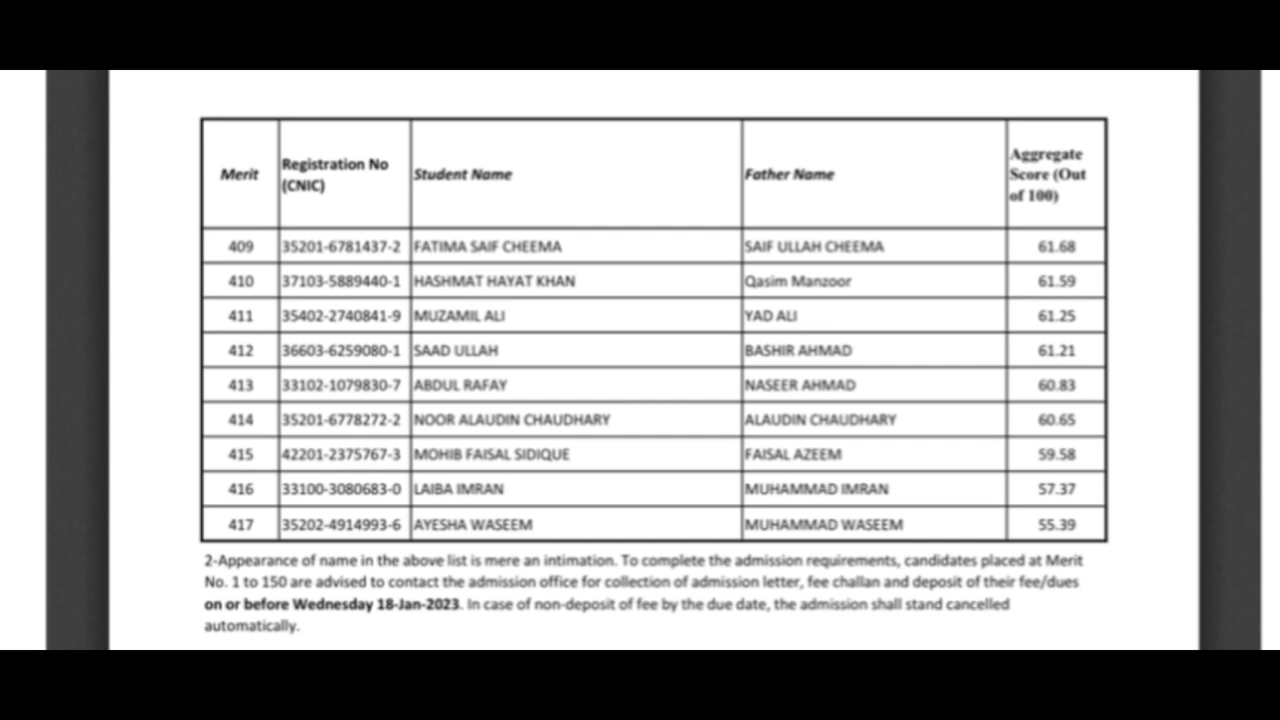 Merit Registration No (CNIC) Student Name Father Name Aggregate Score (Out of 100)
409 35201-6781437-2 FATIMA SAIF CHEEMA SAIF ULLAH CHEEMA 61.68
410 37103-5889440-1 HASHMAT HAYAT KHAN Qasim Manzoor 61.59
411 35402-2740841-9 MUZAMIL ALI YAD ALI 61.25
412 36603-6259080-1 SAAD ULLAH BASHIR AHMAD 61.21
413 33102-1079830-7 ABDUL RAFAY NASEER AHMAD 60.83
414 35201-6778272-2 NOOR ALAUDIN CHAUDHARY ALAUDIN CHAUDHARY 60.65
415 42201-2375767-3 MOHIB FAISAL SIDIQUE FAISAL AZEEM 59.58
416 33100-3080683-0 LAIBA IMRAN MUHAMMAD IMRAN 57.37
417 35202-4914993-6 AYESHA WASEEM MUHAMMAD WASEEM 55.39
2-Appearance of name in the above list is mere an intimation. To complete the admission requirements, candidates placed at Merit
No. 1 to 150 are advised to contact the admission office for collection of admission letter, fee challan and deposit of their fee/dues
on or before Wednesday 18-Jan-2023. In case of non-deposit of fee by the due date, the admission shall stand cancelled
automatically.